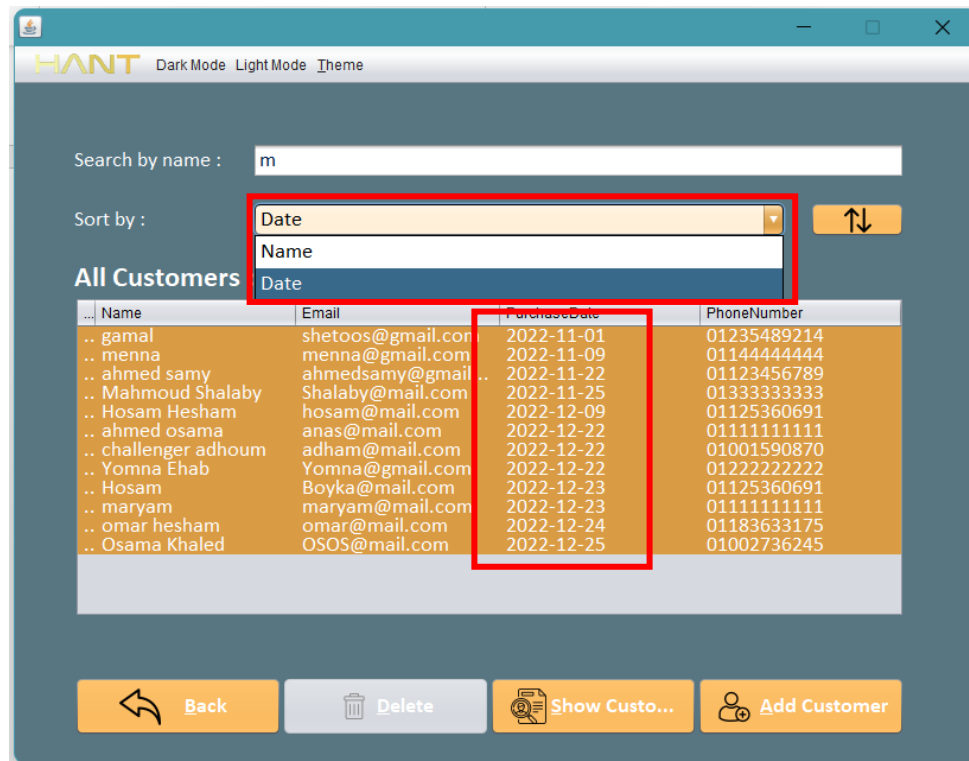 HANT Dark Mode Light Mode Theme
Search by name : m
Sort by : Date
Name
Date
All Customers
... Name Email PurchaseDate PhoneNumber
.. gamal shetoos@gmail.com 2022-11-01 01235489214
.. menna menna@gmail.com 2022-11-09 01144444444
.. ahmed samy ahmedsamy@gmail... 2022-11-22 01123456789
.. Mahmoud Shalaby Shalaby@mail.com 2022-11-25 01333333333
.. Hosam Hesham hosam@mail.com 2022-12-09 01125360691
.. ahmed osama anas@mail.com 2022-12-22 01111111111
.. challenger adhoum adham@mail.com 2022-12-22 01001590870
.. Yomna Ehab Yomna@gmail.com 2022-12-22 01222222222
.. Hosam Boyka@mail.com 2022-12-23 01125360691
.. maryam maryam@mail.com 2022-12-23 01111111111
.. omar hesham omar@mail.com 2022-12-24 01183633175
.. Osama Khaled OSOS@mail.com 2022-12-25 01002736245
Back Delete Show Custo... Add Customer